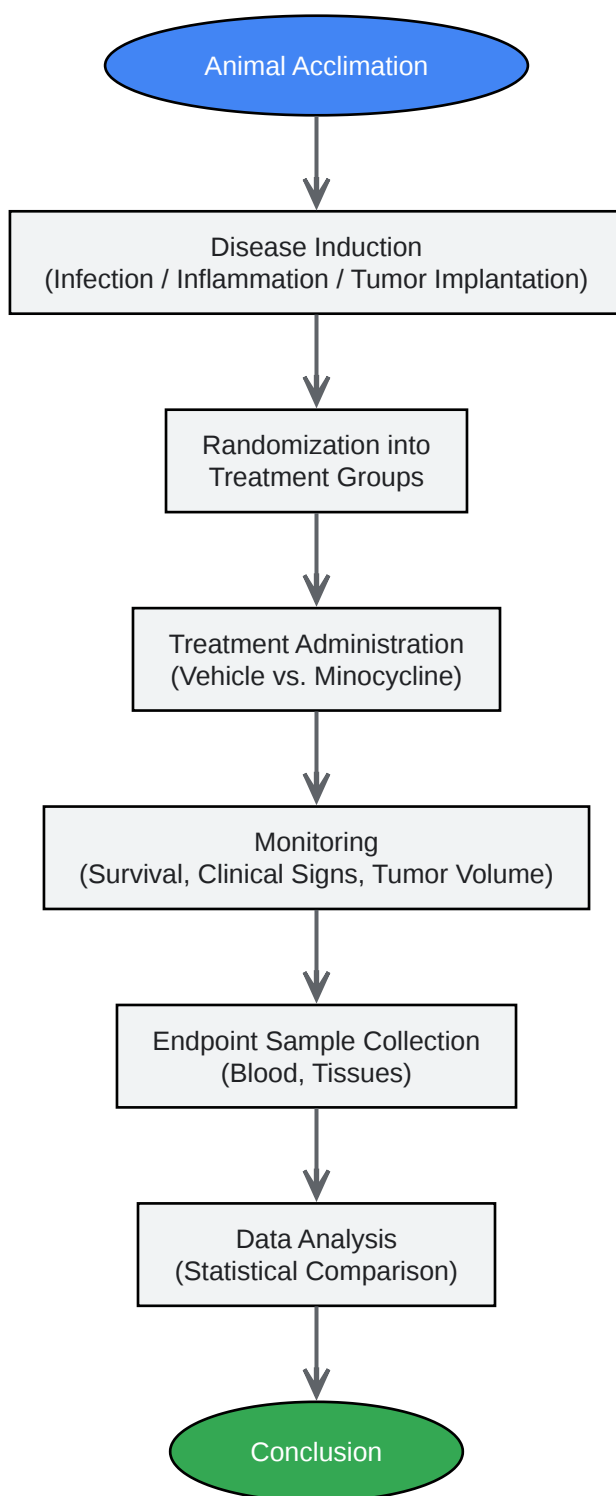 Animal Acclimation
Disease Induction
(Infection / Inflammation / Tumor Implantation)
Randomization into
Treatment Groups
Treatment Administration
(Vehicle vs. Minocycline)
Monitoring
(Survival, Clinical Signs, Tumor Volume)
Endpoint Sample Collection
(Blood, Tissues)
Data Analysis
(Statistical Comparison)
Conclusion